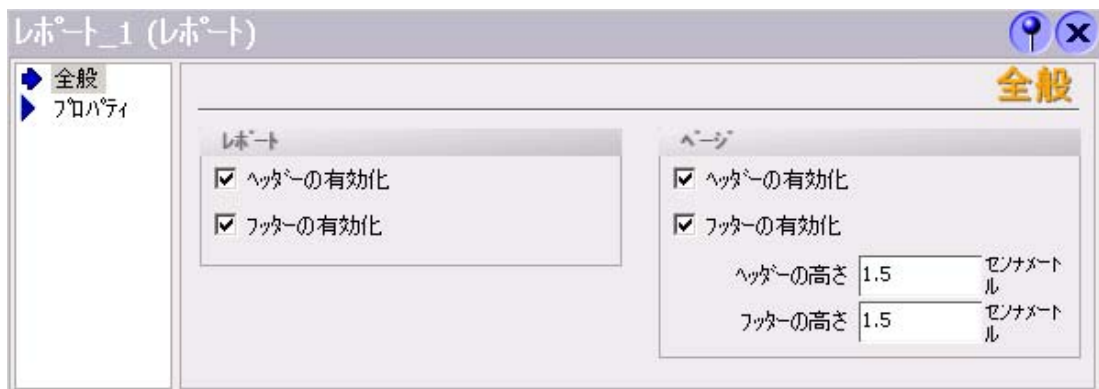 レポート_1 (レポート)
全般
プロパティ
全般
レポート
ヘッダーの有効化
フッターの有効化
ページ
ヘッダーの有効化
フッターの有効化
ヘッダーの高さ 1.5 センチメート
ル
フッターの高さ 1.5 センチメート
ル